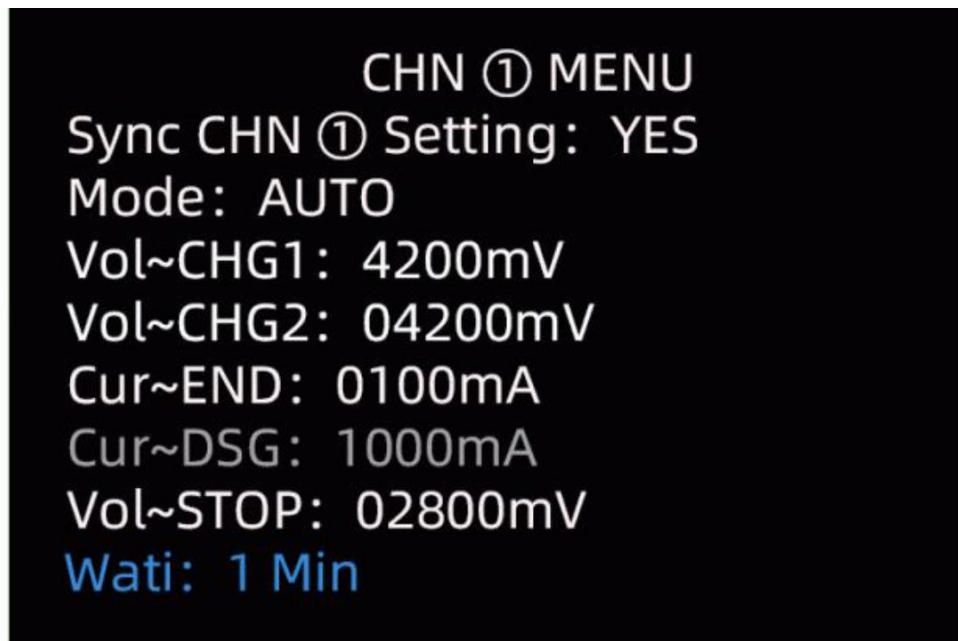 CHN ① MENU
Sync CHN ① Setting: YES
Mode: AUTO
Vol~CHG1: 4200mV
Vol~CHG2: 04200mV
Cur~END: 0100mA
Cur~DSG: 1000mA
Vol~STOP: 02800mV
Wati: 1 Min